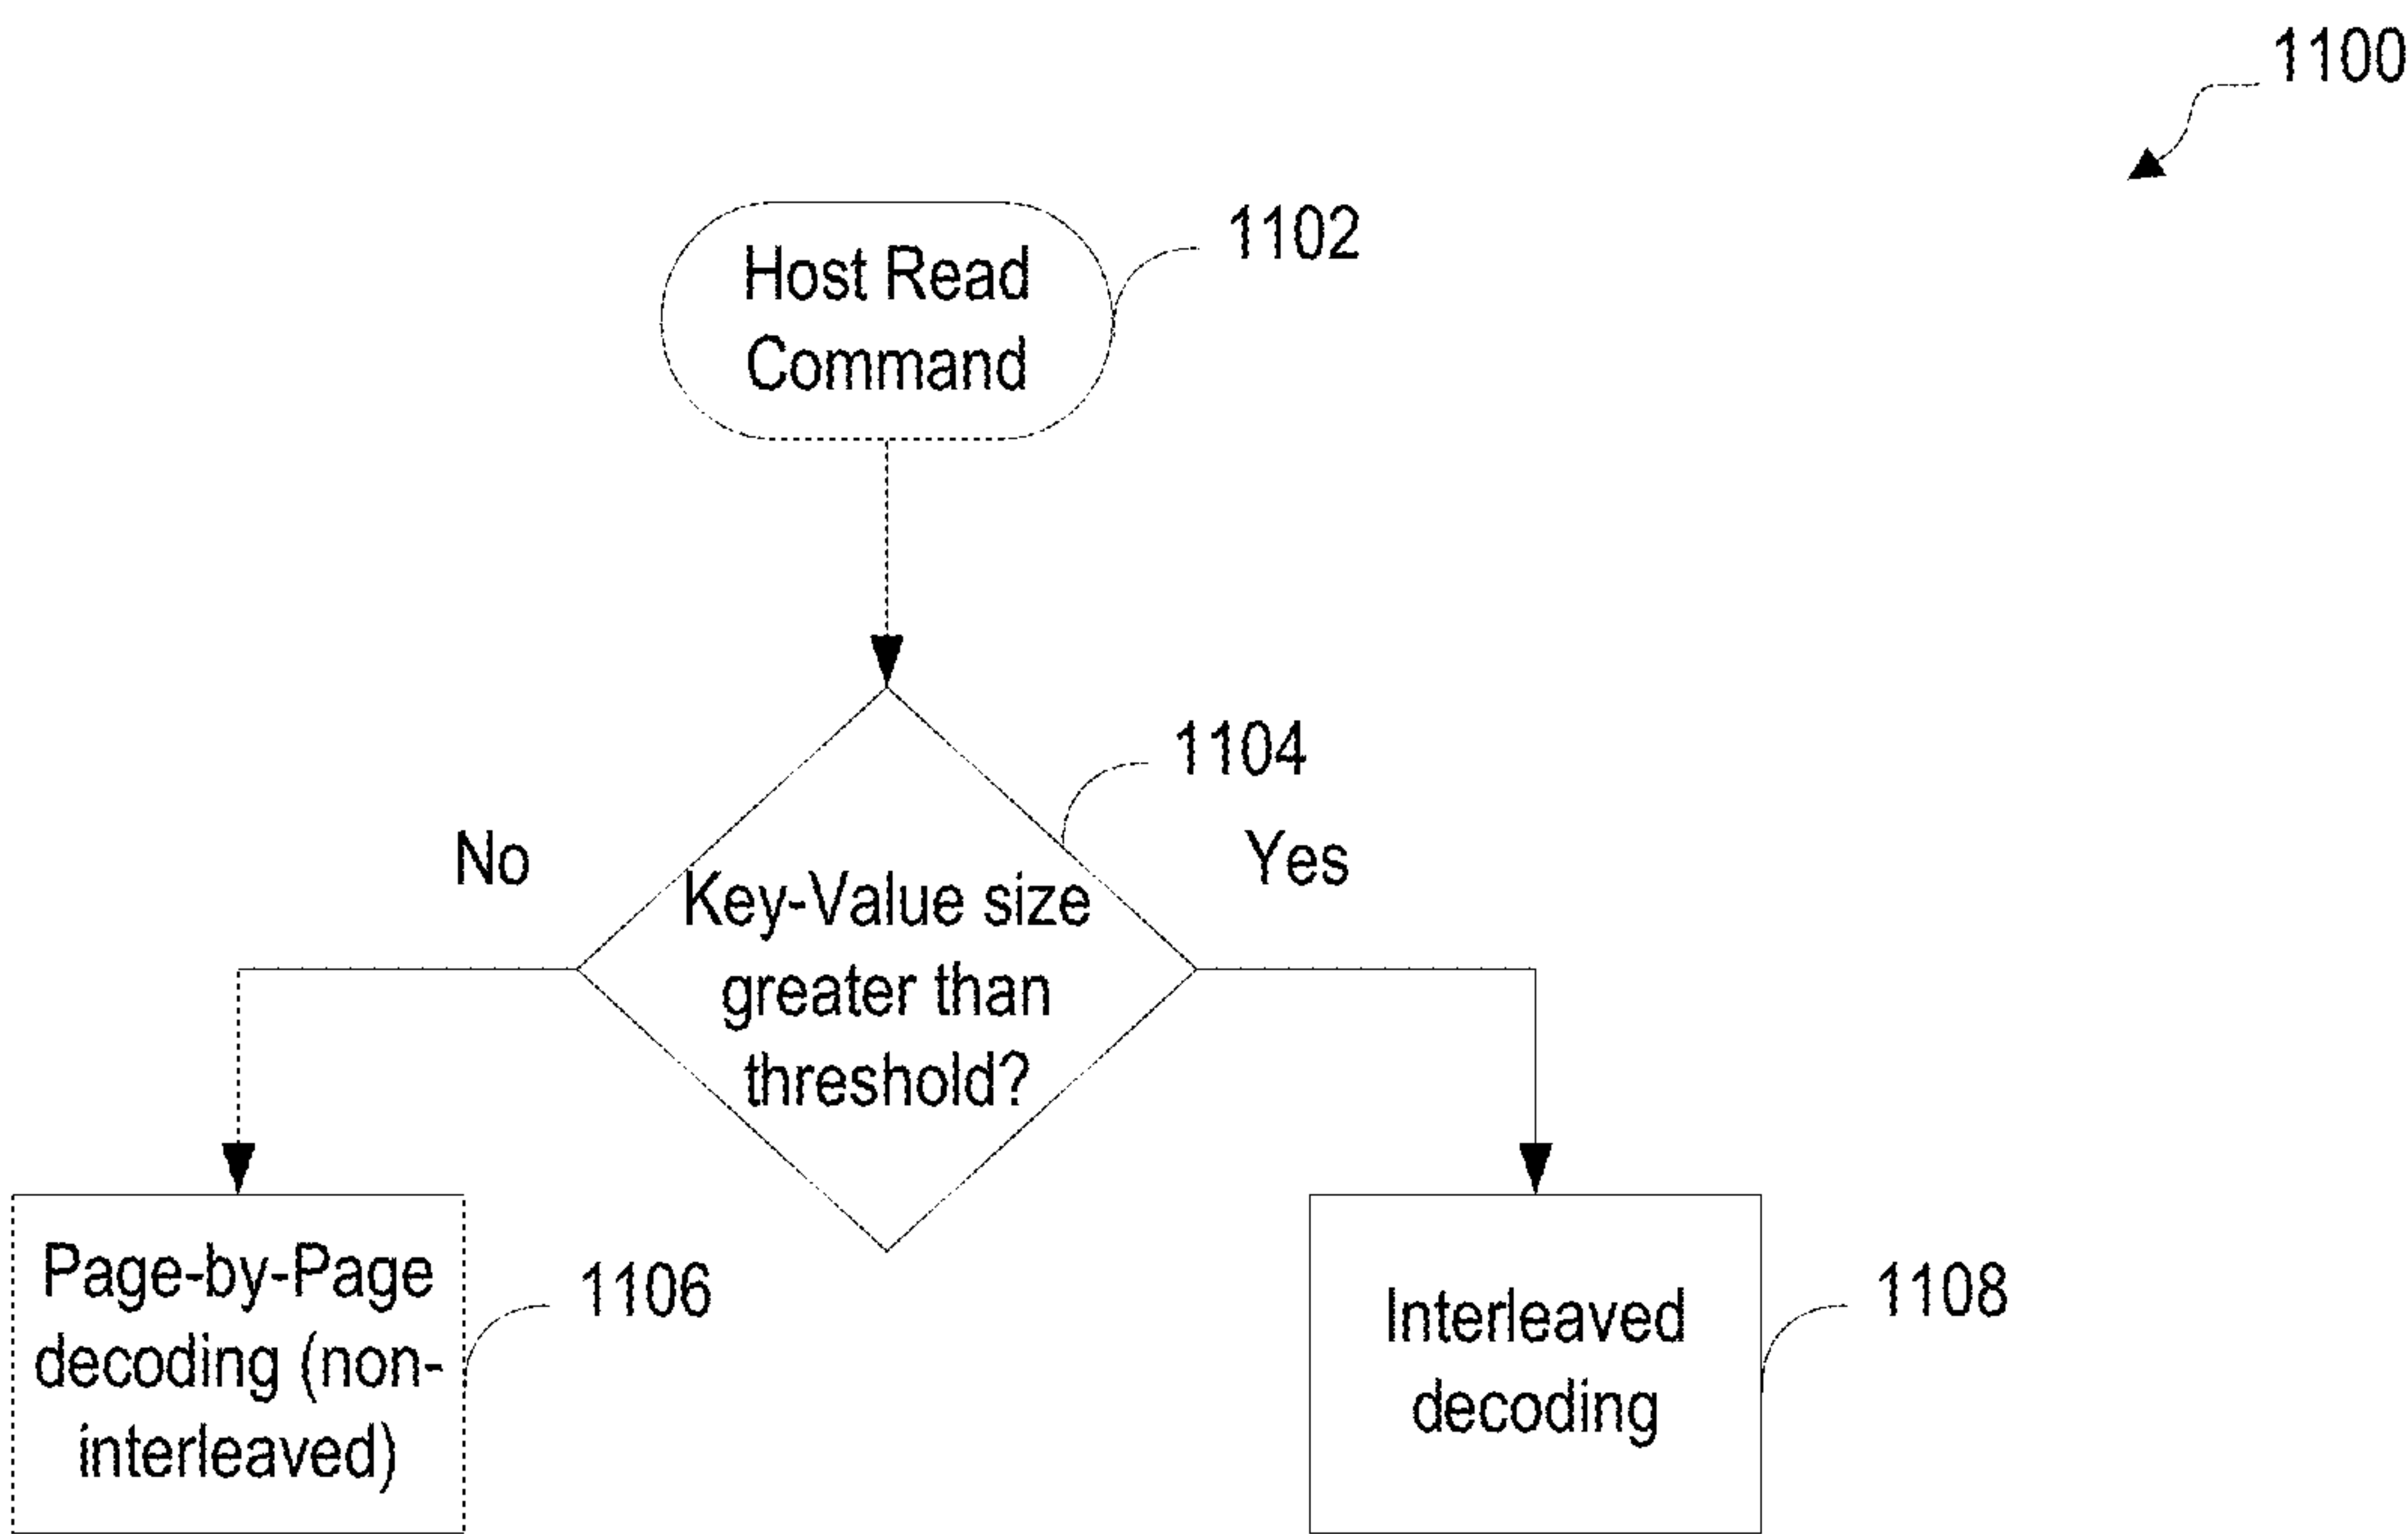 1100
Host Read
Command
1102
1104
No
Yes
Key-Value size
greater than
threshold?
Page-by-Page
decoding (non-
interleaved)
1106
Interleaved
decoding
1108